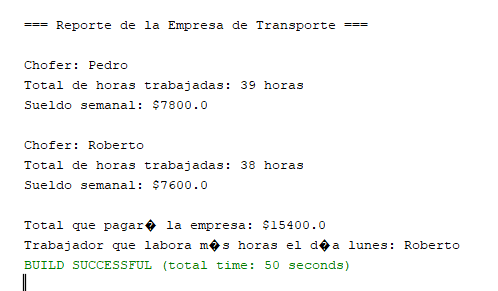 === Reporte de la Empresa de Transporte ===
Chofer: Pedro
Total de horas trabajadas: 39 horas
Sueldo semanal: $7800.0
Chofer: Roberto
Total de horas trabajadas: 38 horas
Sueldo semanal: $7600.0
Total que pagar� la empresa: $15400.0
Trabajador que labora m�s horas el d�a lunes: Roberto
BUILD SUCCESSFUL (total time: 50 seconds)